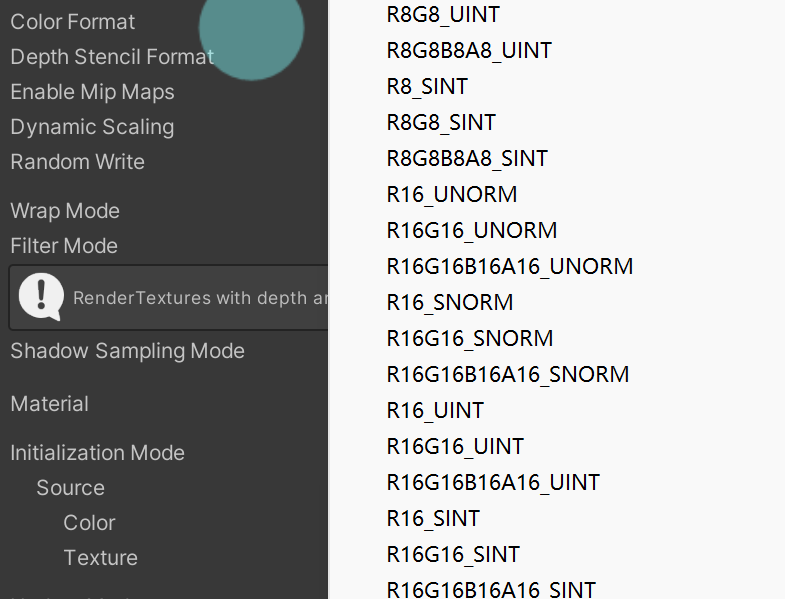 Color Format
Depth Stencil Format
Enable Mip Maps
Dynamic Scaling
Random Write
Wrap Mode
Filter Mode
RenderTextures with depth
Shadow Sampling Mode
Material
Initialization Mode
Source
Color
Texture
R8G8_UINT
R8G8B8A8_UINT
R8_SINT
R8G8_SINT
R8G8B8A8_SINT
R16_UNORM
R16G16_UNORM
R16G16B16A16_UNORM
R16_SNORM
R16G16_SNORM
R16G16B16A16_SNORM
R16_UINT
R16G16_UINT
R16G16B16A16_UINT
R16_SINT
R16G16_SINT
R16G16B16A16_SINT